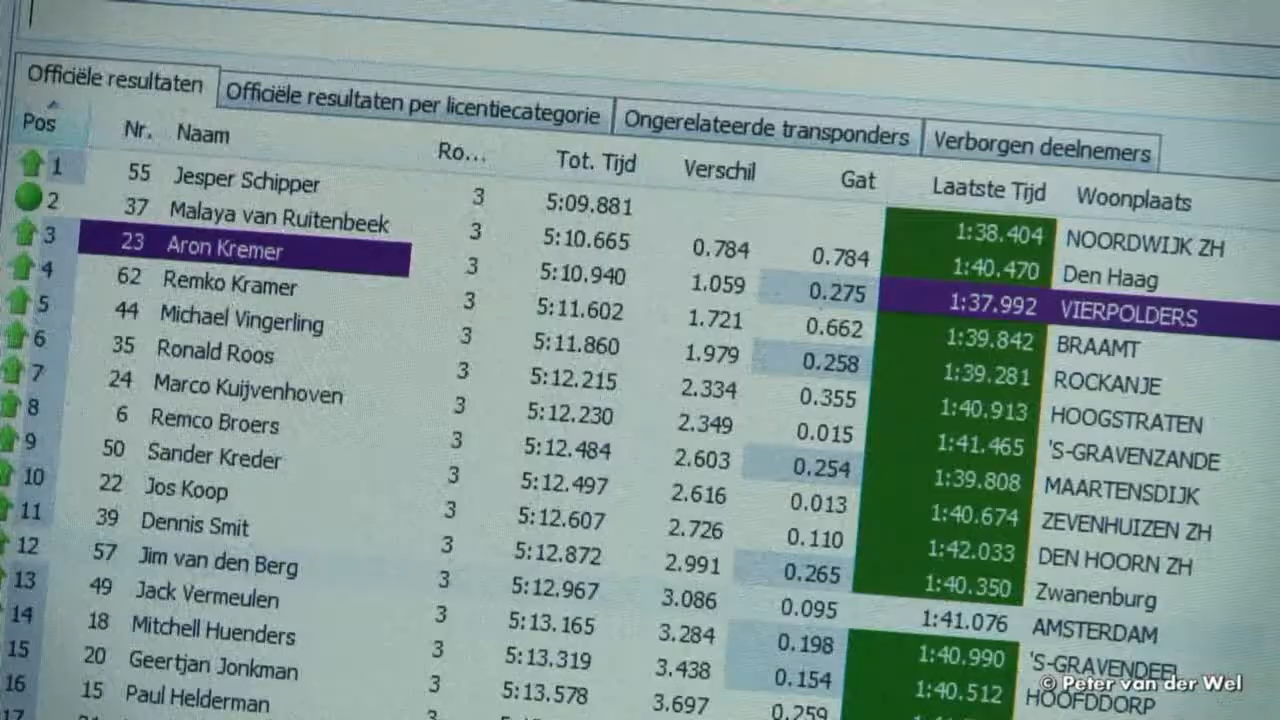 Officiële resultaten Officiële resultaten per licentiecategorie Ongerelateerde transponders Verborgen deelnemers
Pos Nr. Naam Ro... Tot. Tijd Verschil Gat Laatste Tijd Woonplaats
1 55 Jesper Schipper 3 5:09.881 1:38.404 NOORDWIJK ZH
2 37 Malaya van Ruitenbeek 3 5:10.665 0.784 0.784 1:40.470 Den Haag
3 23 Aron Kremer 3 5:10.940 1.059 0.275 1:37.992 VIERPOLDERS
4 62 Remko Kramer 3 5:11.602 1.721 0.662 1:39.842 BRAAMT
5 44 Michael Vingerling 3 5:11.860 1.979 0.258 1:39.281 ROCKANJE
6 35 Ronald Roos 3 5:12.215 2.334 0.355 1:40.913 HOOGSTRATEN
7 24 Marco Kuijvenhoven 3 5:12.230 2.349 0.015 1:41.465 'S-GRAVENZANDE
8 6 Remco Broers 3 5:12.484 2.603 0.254 1:39.808 MAARTENSDIJK
9 50 Sander Kreder 3 5:12.497 2.616 0.013 1:40.674 ZEVENHUIZEN ZH
10 22 Jos Koop 3 5:12.607 2.726 0.110 1:42.033 DEN HOORN ZH
11 39 Dennis Smit 3 5:12.872 2.991 0.265 1:40.350 Zwanenburg
12 57 Jim van den Berg 3 5:12.967 3.086 0.095 1:41.076 AMSTERDAM
13 49 Jack Vermeulen 3 5:13.165 3.284 0.198 1:40.990 'S-GRAVENDEEL
14 18 Mitchell Huenders 3 5:13.319 3.438 0.154 1:40.512 HOOFDDORP
15 20 Geertjan Jonkman 3 5:13.578 3.697 0.259
16 15 Paul Helderman 3
17
© Peter van der Wel